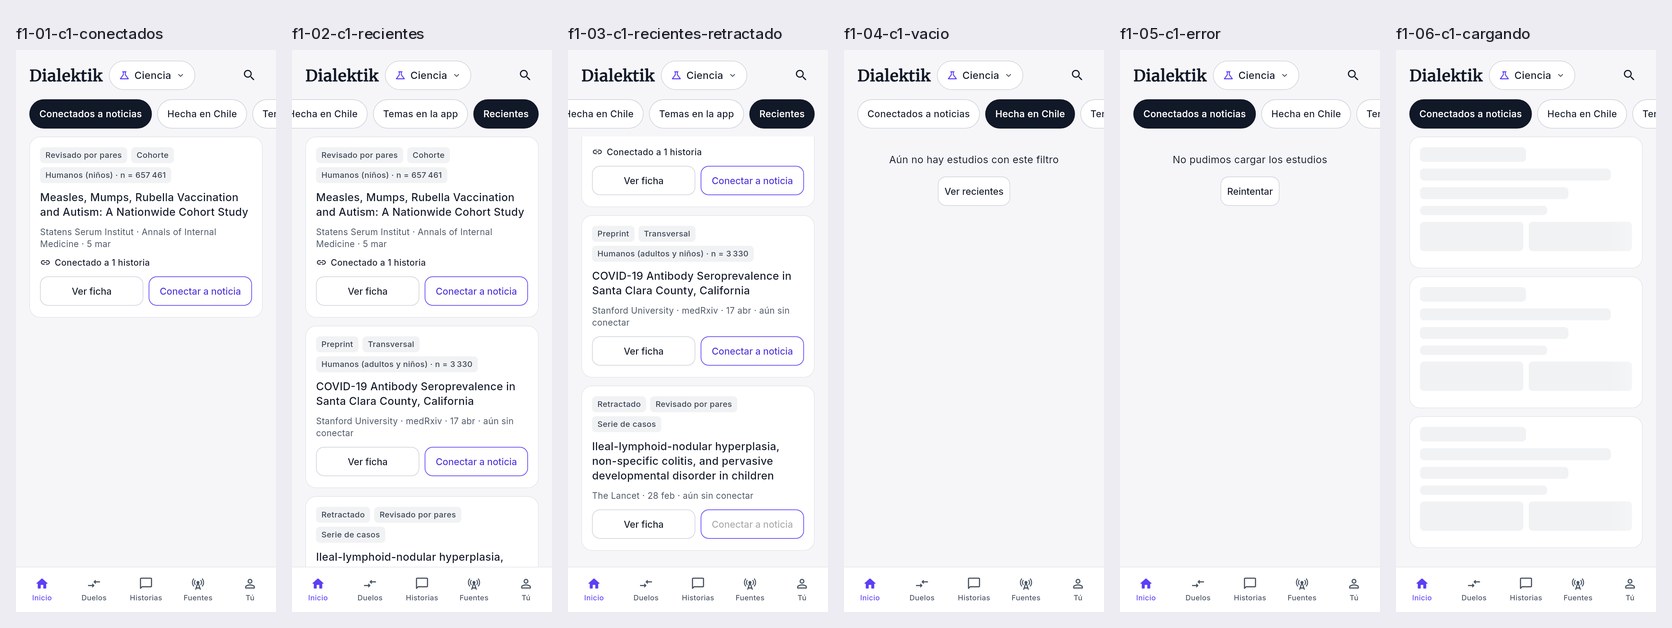 f1-01-c1-conectados
Dialektik
Ciencia
Conectados a noticias
Hecha en Chile
Ter
Revisado por pares
Cohorte
Humanos (niños) · n = 657 461
Measles, Mumps, Rubella Vaccination
and Autism: A Nationwide Cohort Study
Statens Serum Institut · Annals of Internal
Medicine · 5 mar
Conectado a 1 historia
Ver ficha
Conectar a noticia
Inicio
Duelos
Historias
Fuentes
Tú
f1-02-c1-recientes
Dialektik
Ciencia
Hecha en Chile
Temas en la app
Recientes
Revisado por pares
Cohorte
Humanos (niños) · n = 657 461
Measles, Mumps, Rubella Vaccination
and Autism: A Nationwide Cohort Study
Statens Serum Institut · Annals of Internal
Medicine · 5 mar
Conectado a 1 historia
Ver ficha
Conectar a noticia
Preprint
Transversal
Humanos (adultos y niños) · n = 3 330
COVID-19 Antibody Seroprevalence in
Santa Clara County, California
Stanford University · medRxiv · 17 abr · aún sin
conectar
Ver ficha
Conectar a noticia
Retractado
Revisado por pares
Serie de casos
Ileal-lymphoid-nodular hyperplasia,
Inicio
Duelos
Historias
Fuentes
Tú
f1-03-c1-recientes-retractado
Dialektik
Ciencia
Hecha en Chile
Temas en la app
Recientes
Conectado a 1 historia
Ver ficha
Conectar a noticia
Preprint
Transversal
Humanos (adultos y niños) · n = 3 330
COVID-19 Antibody Seroprevalence in
Santa Clara County, California
Stanford University · medRxiv · 17 abr · aún sin
conectar
Ver ficha
Conectar a noticia
Retractado
Revisado por pares
Serie de casos
Ileal-lymphoid-nodular hyperplasia,
non-specific colitis, and pervasive
developmental disorder in children
The Lancet · 28 feb · aún sin conectar
Ver ficha
Conectar a noticia
Inicio
Duelos
Historias
Fuentes
Tú
f1-04-c1-vacio
Dialektik
Ciencia
Conectados a noticias
Hecha en Chile
Ter
Aún no hay estudios con este filtro
Ver recientes
Inicio
Duelos
Historias
Fuentes
Tú
f1-05-c1-error
Dialektik
Ciencia
Conectados a noticias
Hecha en Chile
Ter
No pudimos cargar los estudios
Reintentar
Inicio
Duelos
Historias
Fuentes
Tú
f1-06-c1-cargando
Dialektik
Ciencia
Conectados a noticias
Hecha en Chile
Ter
Inicio
Duelos
Historias
Fuentes
Tú